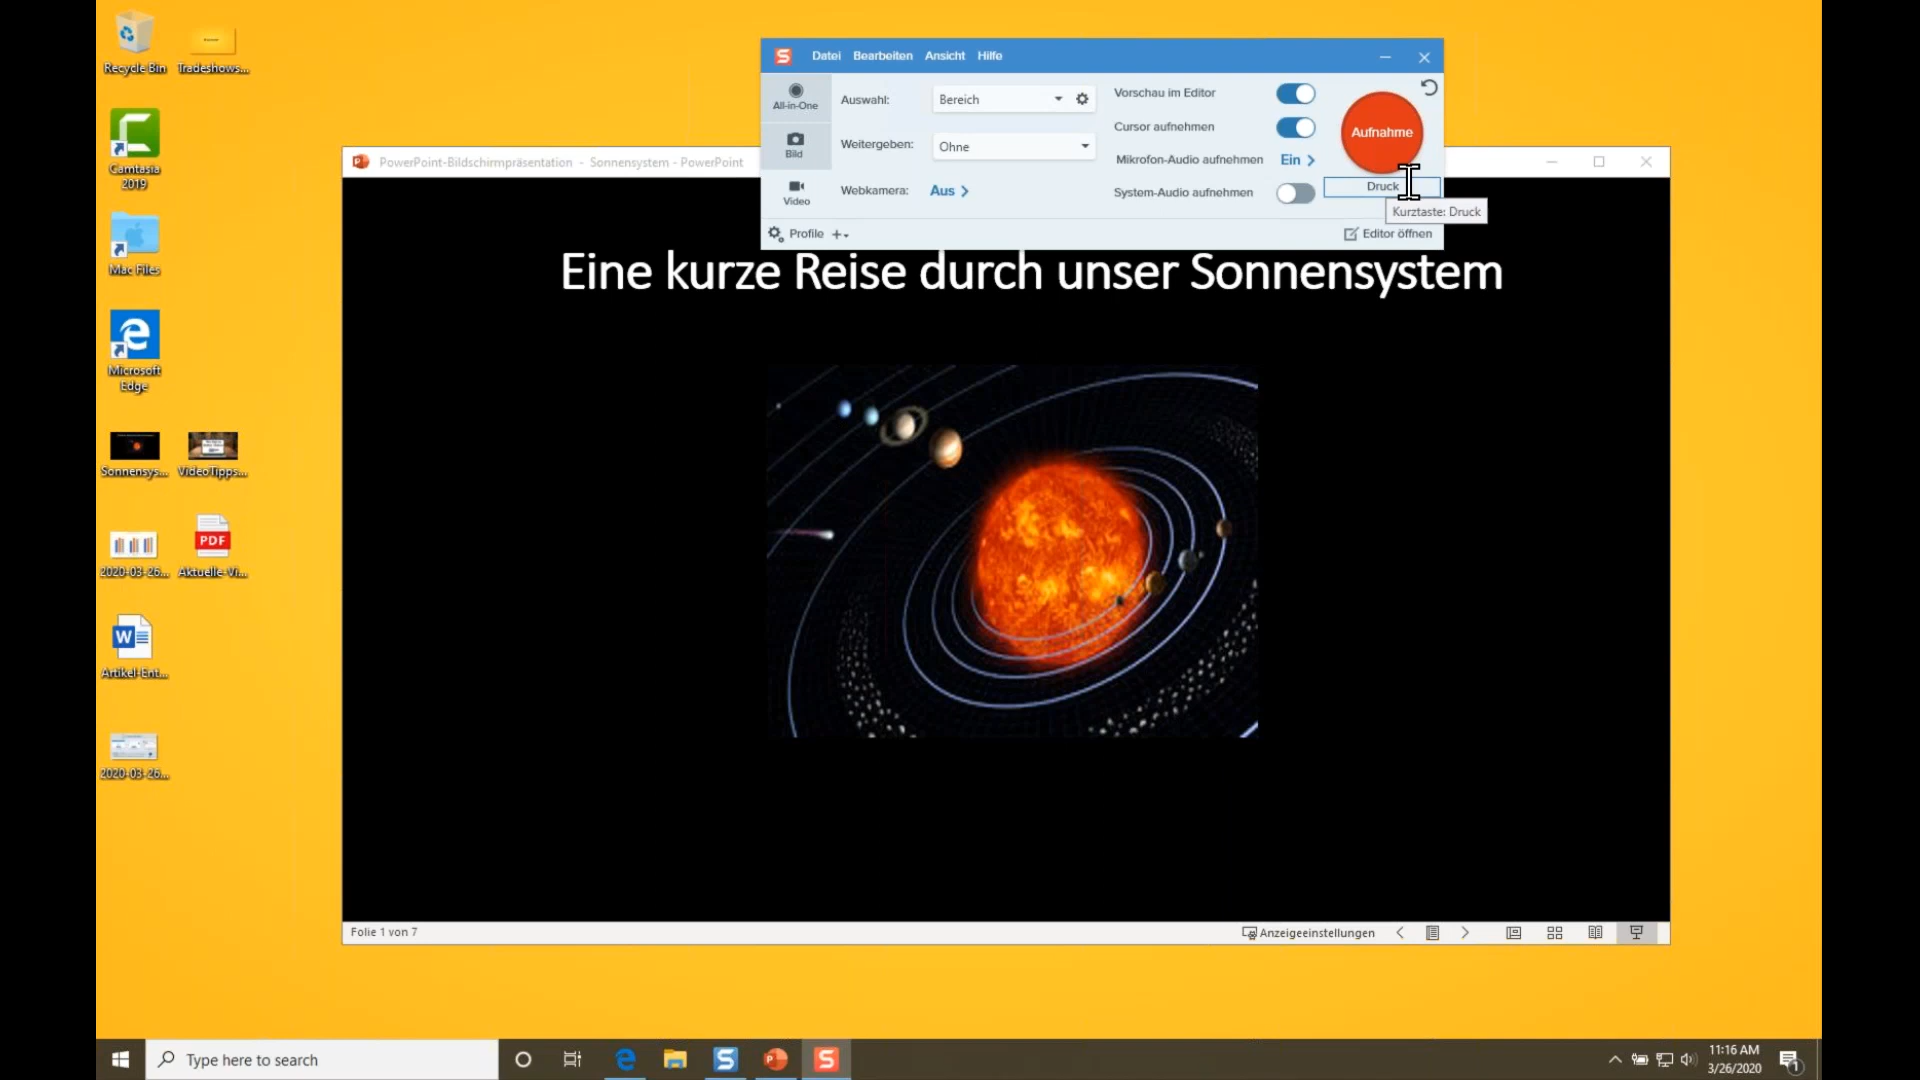 Recycle Bin
Tradeshows...
Camtasia
2019
Mac Files
Microsoft
Edge
Sonnensys...
VideoTipps...
2020-03-26...
PDF
Aktuelle-Vi...
Artikel-Ent...
2020-03-26...
Datei Bearbeiten Ansicht Hilfe
All-in-One
Bild
Video
Auswahl: Bereich
Weitergeben: Ohne
Webkamera: Aus
Vorschau im Editor
Cursor aufnehmen
Mikrofon-Audio aufnehmen Ein
System-Audio aufnehmen
Aufnahme
Druck
Kurztaste: Druck
Profile
Editor öffnen
PowerPoint-Bildschirmpräsentation - Sonnensystem - PowerPoint
Eine kurze Reise durch unser Sonnensystem
Folie 1 von 7
Anzeigeeinstellungen
Type here to search
11:16 AM
3/26/2020
1